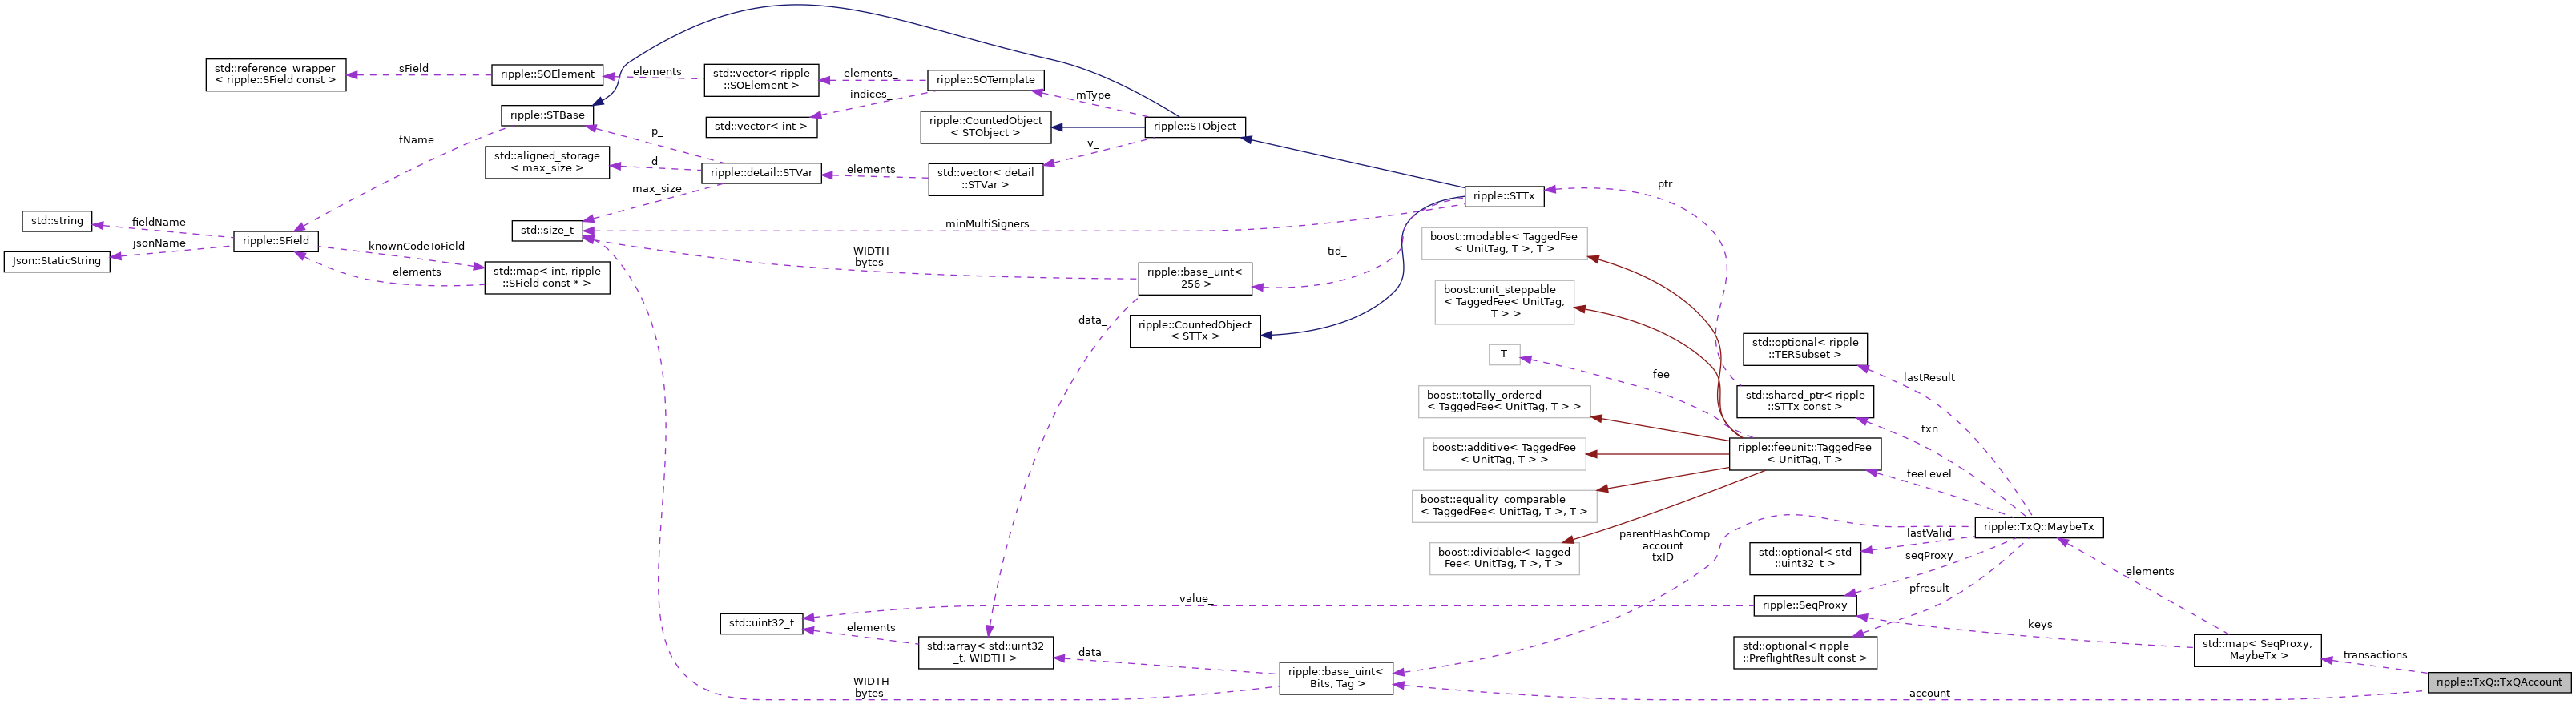 std::reference_wrapper
< ripple::SField const >
sField_
ripple::SOElement
elements
std::vector< ripple
::SOElement >
elements_
ripple::SOTemplate
indices_
mType
std::vector< int >
ripple::STBase
ripple::CountedObject
< STObject >
ripple::STObject
fName
p_
v_
std::aligned_storage
< max_size >
d_
ripple::detail::STVar
elements
std::vector< detail
::STVar >
max_size
ptr
ripple::STTx
std::string
fieldName
ripple::SField
jsonName
Json::StaticString
knownCodeToField
elements
std::size_t
std::map< int, ripple
::SField const * >
minMultiSigners
WIDTH
bytes
tid_
ripple::base_uint<
256 >
data_
ripple::CountedObject
< STTx >
boost::modable< TaggedFee
< UnitTag, T >, T >
boost::unit_steppable
< TaggedFee< UnitTag,
T > >
T
fee_
std::optional< ripple
::TERSubset >
lastResult
boost::totally_ordered
< TaggedFee< UnitTag, T > >
std::shared_ptr< ripple
::STTx const >
txn
boost::additive< TaggedFee
< UnitTag, T > >
ripple::feeunit::TaggedFee
< UnitTag, T >
feeLevel
boost::equality_comparable
< TaggedFee< UnitTag, T >, T >
boost::dividable< Tagged
Fee< UnitTag, T >, T >
parentHashComp
account
txID
ripple::TxQ::MaybeTx
lastValid
std::optional< std
::uint32_t >
seqProxy
elements
pfresult
value_
ripple::SeqProxy
std::uint32_t
elements
keys
std::array< std::uint32
_t, WIDTH >
data_
std::optional< ripple
::PreflightResult const >
std::map< SeqProxy,
MaybeTx >
transactions
WIDTH
bytes
ripple::base_uint<
Bits, Tag >
account
ripple::TxQ::TxQAccount